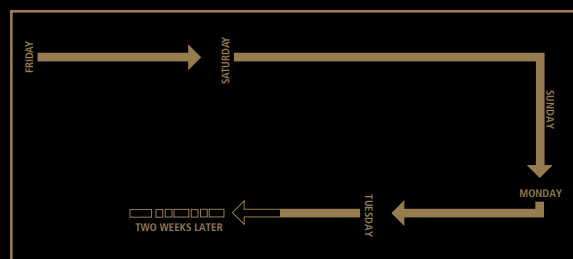 FRIDAY
SATURDAY
SUNDAY
MONDAY
TUESDAY
TWO WEEKS LATER